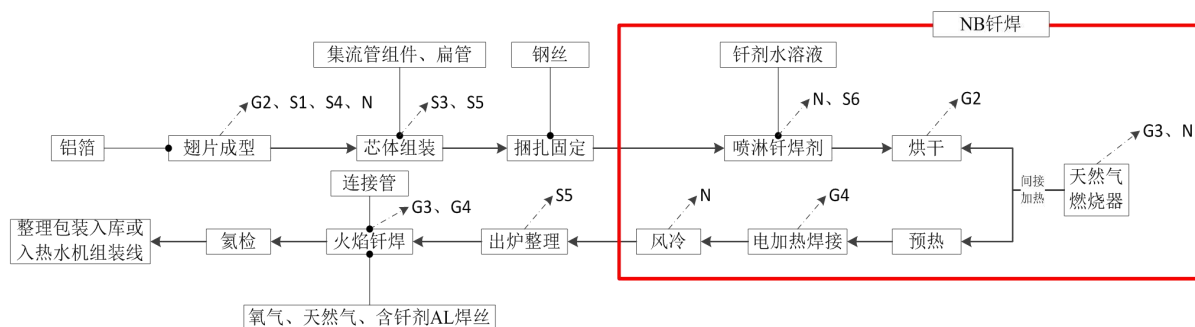 NB钎焊
集流管组件、扁管
钢丝
钎剂水溶液
G2、S1、S4、N
S3、S5
N、S6
G2
G3、N
铝箔
翅片成型
芯体组装
捆扎固定
喷淋钎焊剂
烘干
间接
加热
天然气
燃烧器
连接管
G3、G4
S5
N
G4
整理包装入库或
入热水机组装线
氦检
火焰钎焊
出炉整理
风冷
电加热焊接
预热
氧气、天然气、含钎剂AL焊丝